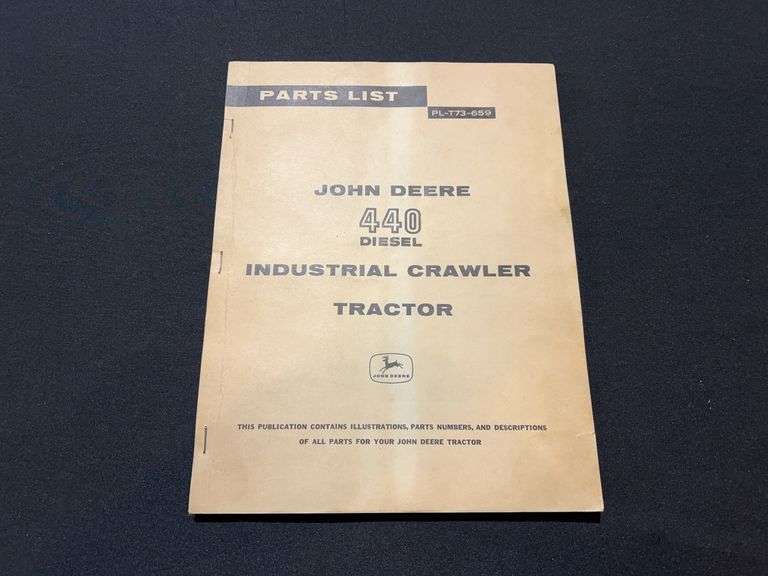 PARTS LIST
PL-T73-659
JOHN DEERE
440
DIESEL
INDUSTRIAL CRAWLER
TRACTOR
JOHN DEERE
THIS PUBLICATION CONTAINS ILLUSTRATIONS, PARTS NUMBERS, AND DESCRIPTIONS
OF ALL PARTS FOR YOUR JOHN DEERE TRACTOR